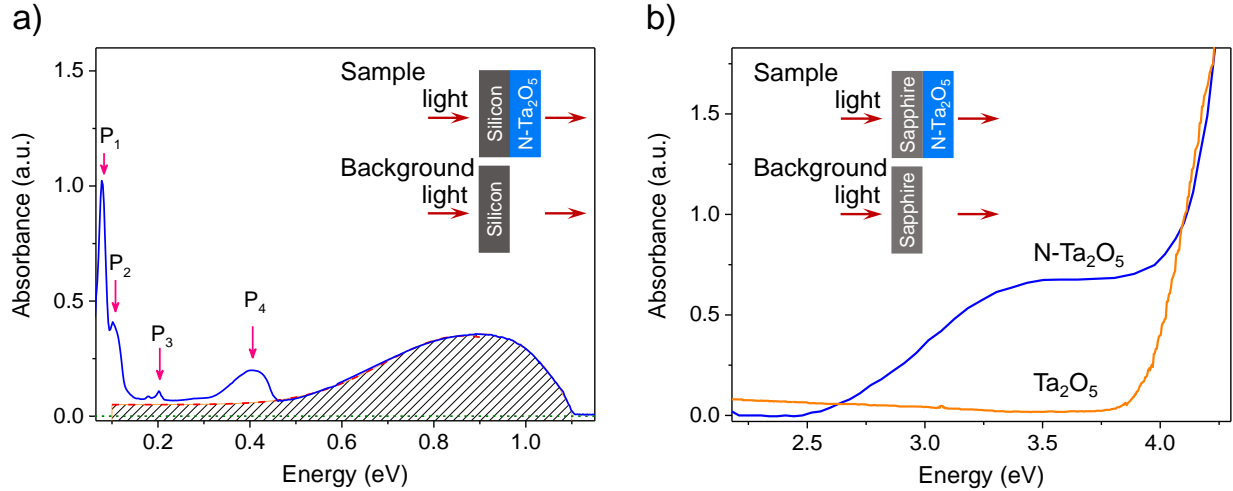 a)
Absorbance (a.u.)
1.5
1.0
0.5
0.0
0.2
0.4
0.6
0.8
1.0
Energy (eV)
P₁
P₂
P₃
P₄
Sample
light
Silicon
N-Ta₂O₅
Background
light
Silicon
b)
Absorbance (a.u.)
1.5
1.0
0.5
0.0
2.5
3.0
3.5
4.0
Energy (eV)
Sample
light
Sapphire
N-Ta₂O₅
Background
light
Sapphire
N-Ta₂O₅
Ta₂O₅